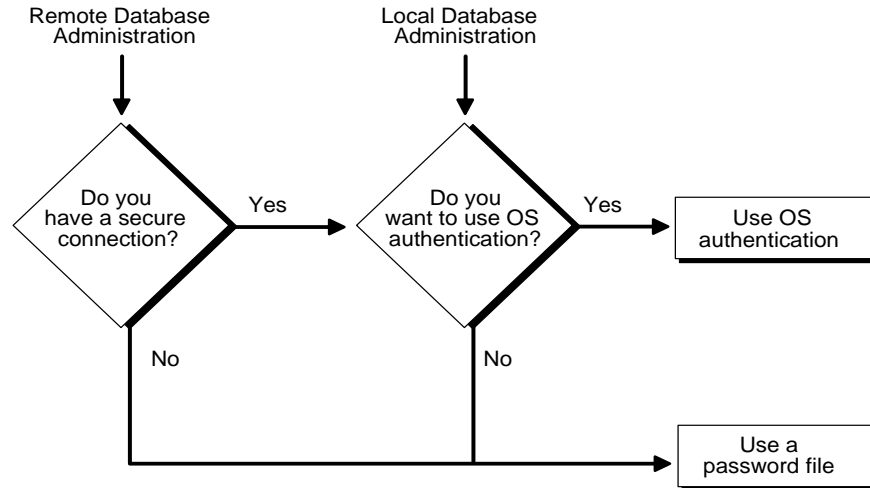 Remote Database
Administration
Local Database
Administration
Do you
have a secure
connection?
Yes
Do you
want to use OS
authentication?
Yes
Use OS
authentication
No
No
Use a
password file